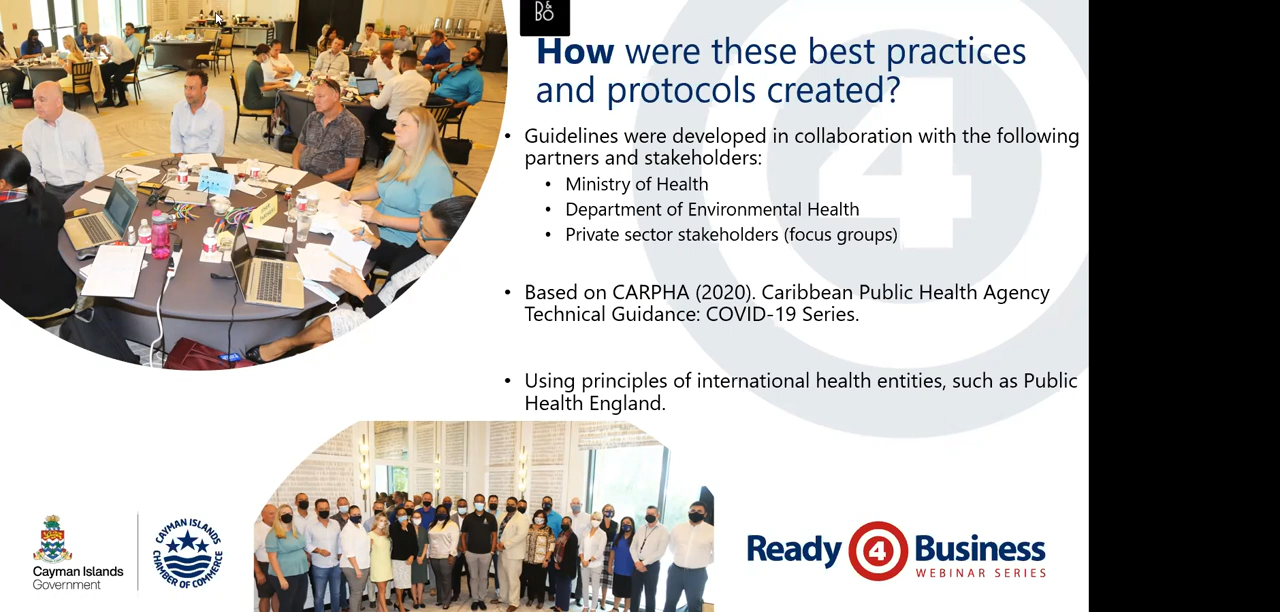 B&
BO
How were these best practices
and protocols created?
• Guidelines were developed in collaboration with the following
partners and stakeholders:
• Ministry of Health
• Department of Environmental Health
• Private sector stakeholders (focus groups)
• Based on CARPHA (2020). Caribbean Public Health Agency
Technical Guidance: COVID-19 Series.
• Using principles of international health entities, such as Public
Health England.
4
Cayman Islands
Government
CAYMAN ISLANDS
CHAMBER OF COMMERCE
Ready 4 Business
WEBINAR SERIES